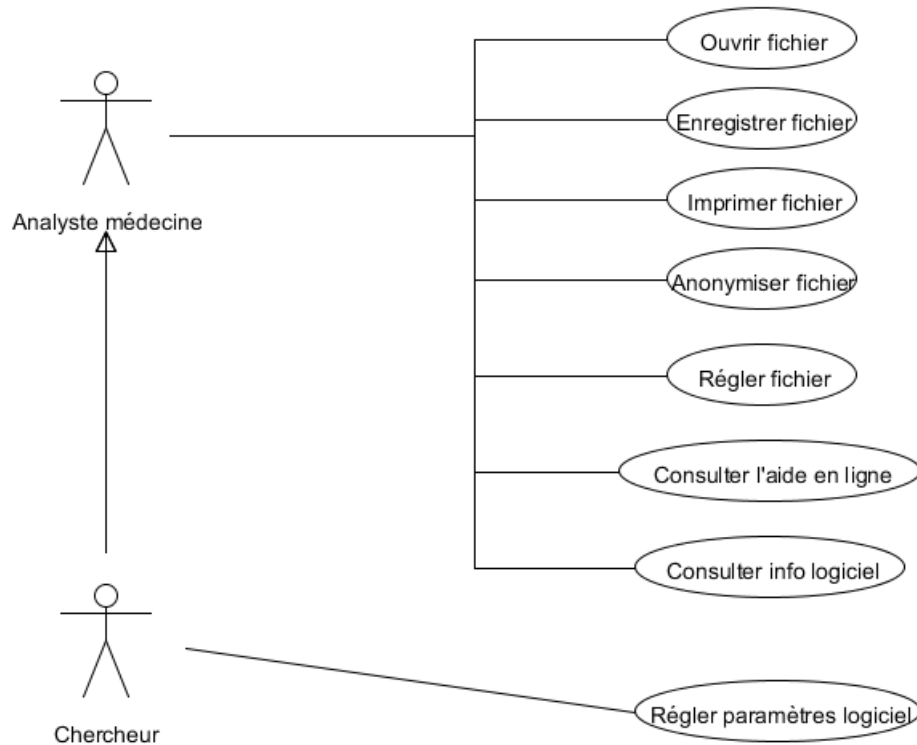 Ouvrir fichier
Enregistrer fichier
Imprimer fichier
Analyste médecine
Anonymiser fichier
Régler fichier
Consulter l'aide en ligne
Consulter info logiciel
Régler paramètres logiciel
Chercheur